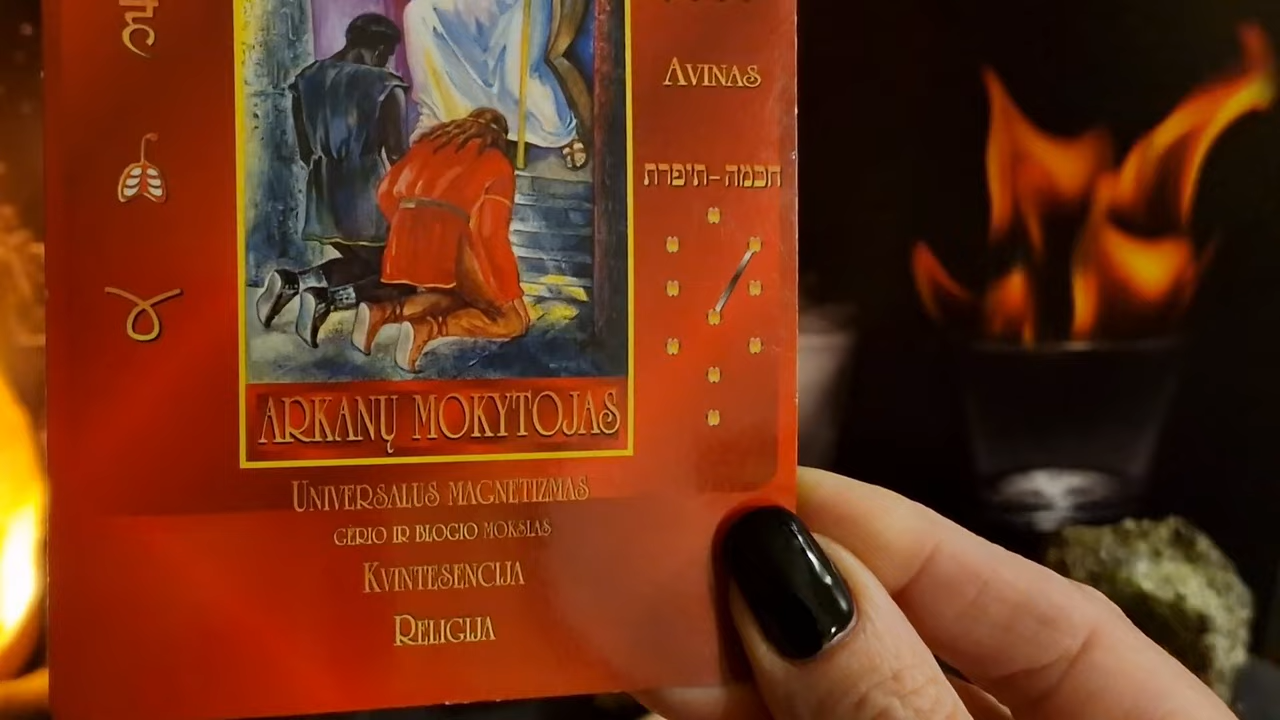 AVINAS
חכמה-תיפרת
ARKANŲ MOKYTOJAS
UNIVERSALUS MAGNETIZMAS
GĖRIO IR BLOGIO MOKSLAS
KVINTESENCIJA
RELIGIJA